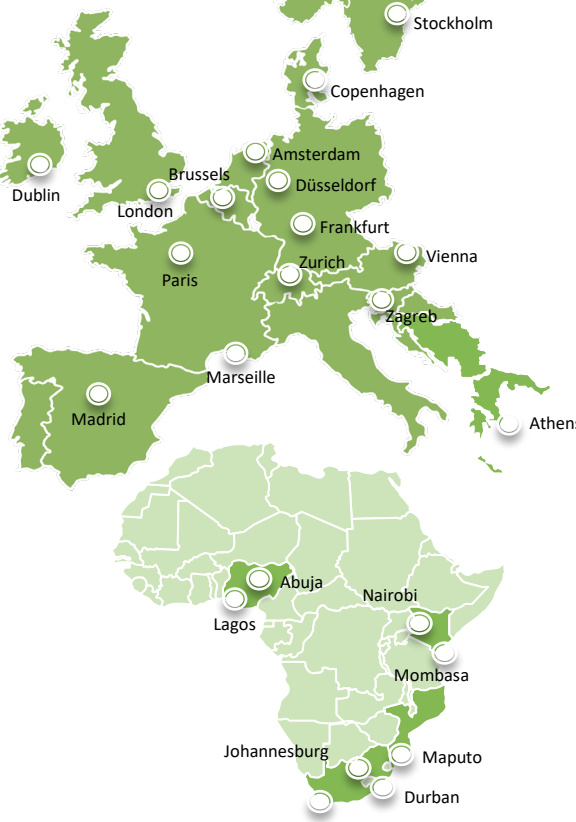 Stockholm
Copenhagen
Amsterdam
Brussels
Düsseldorf
Dublin
London
Frankfurt
Vienna
Zurich
Paris
Zagreb
Marseille
Madrid
Athens
Abuja
Nairobi
Lagos
Mombasa
Johannesburg
Maputo
Durban